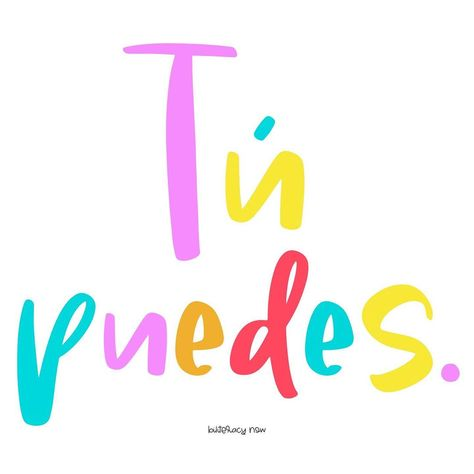 Tú
puedes.
biliteracy now